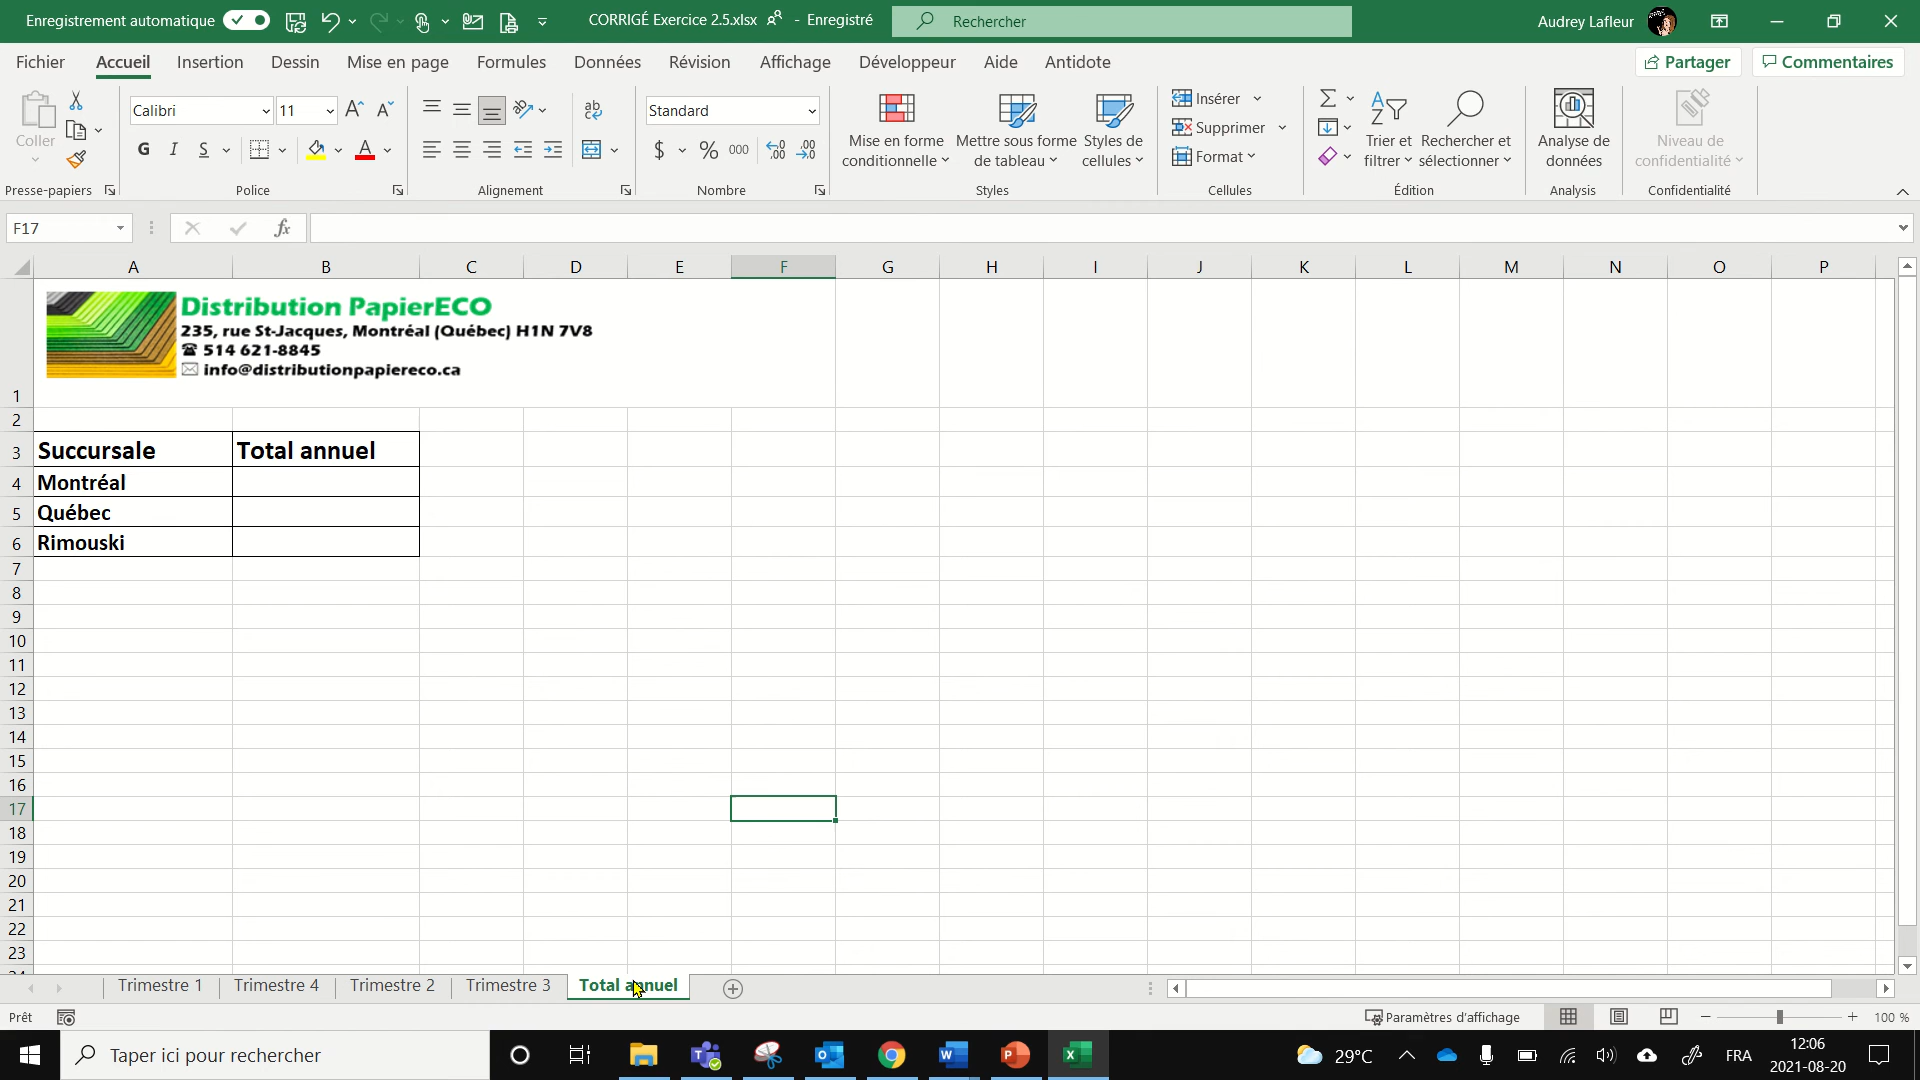 Enregistrement automatique
CORRIGÉ Exercice 2.5.xlsx - Enregistré
Rechercher
Audrey Lafleur
Fichier Accueil Insertion Dessin Mise en page Formules Données Révision Affichage Développeur Aide Antidote
Partager Commentaires
Coller
Presse-papiers
Calibri 11
G I S
Police
ab
Alignement
Standard
$ % 000
Nombre
Mise en forme
conditionnelle
Mettre sous forme
de tableau
Styles de
cellules
Styles
Insérer
Supprimer
Format
Cellules
Trier et
filtrer
Rechercher et
sélectionner
Édition
Analyse de
données
Analysis
Niveau de
confidentialité
Confidentialité
F17 fx
A B C D E F G H I J K L M N O P
Distribution PapierECO
235, rue St-Jacques, Montréal (Québec) H1N 7V8
☎ 514 621-8845
✉ info@distributionpapiereco.ca
1
2
3 Succursale Total annuel
4 Montréal
5 Québec
6 Rimouski
7
8
9
10
11
12
13
14
15
16
17
18
19
20
21
22
23
Trimestre 1 Trimestre 4 Trimestre 2 Trimestre 3 Total annuel
Prêt
Paramètres d'affichage
100 %
Taper ici pour rechercher
29°C
FRA
12:06
2021-08-20